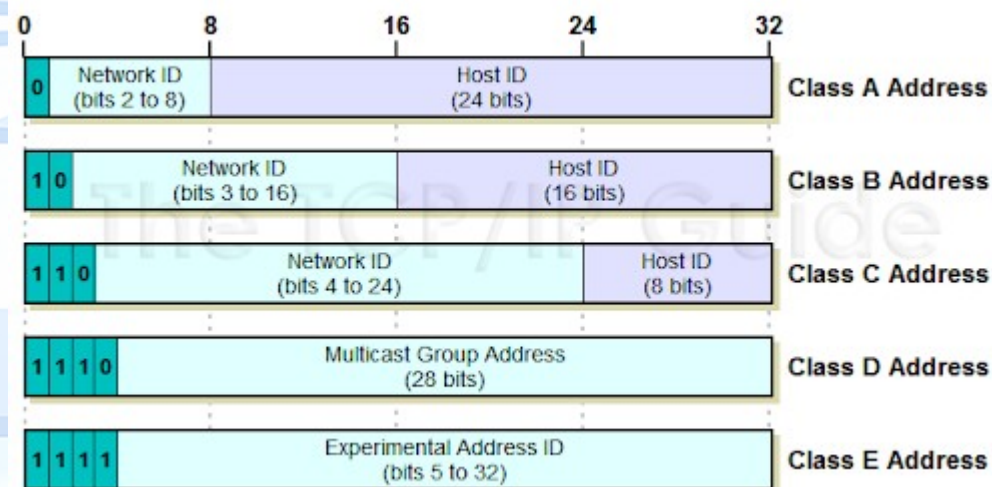 0 8 16 24 32
0 Network ID (bits 2 to 8) Host ID (24 bits) Class A Address
1 0 Network ID (bits 3 to 16) Host ID (16 bits) Class B Address
The TCP/IP Guide
1 1 0 Network ID (bits 4 to 24) Host ID (8 bits) Class C Address
1 1 1 0 Multicast Group Address (28 bits) Class D Address
1 1 1 1 Experimental Address ID (bits 5 to 32) Class E Address